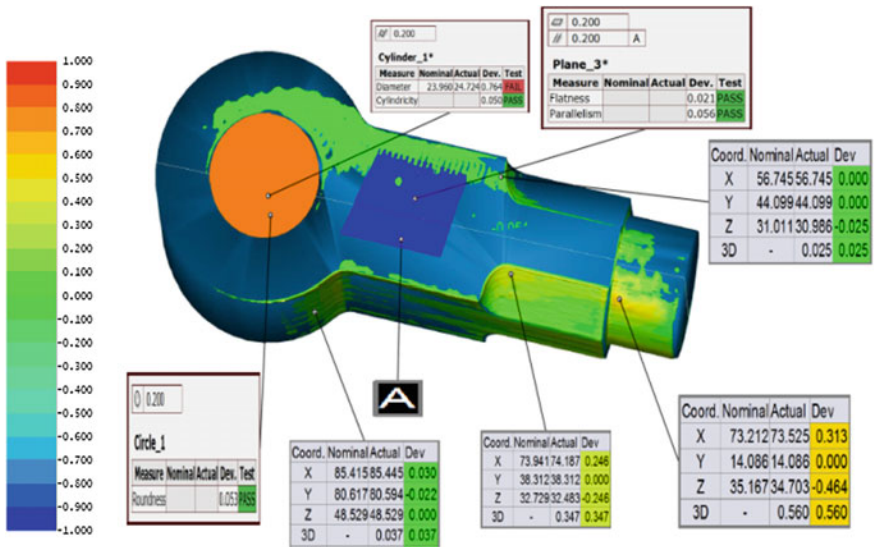 1.000
0.900
0.800
0.700
0.600
0.500
0.400
0.300
0.200
0.100
0.000
-0.100
-0.200
-0.300
-0.400
-0.500
-0.600
-0.700
-0.800
-0.900
-1.000
0.200
Cylinder_1*
Measure Nominal Actual Dev. Test
Diameter 23.960 24.724 0.764 FAIL
Cylindricity 0.050 PASS
0.200
// 0.200 A
Plane_3*
Measure Nominal Actual Dev. Test
Flatness 0.021 PASS
Parallelism 0.056 PASS
Coord. Nominal Actual Dev
X 56.745 56.745 0.000
Y 44.099 44.099 0.000
Z 31.011 30.986 -0.025
3D - 0.025 0.025
A
0.200
Circle_1
Measure Nominal Actual Dev. Test
Roundness 0.053 PASS
Coord. Nominal Actual Dev
X 85.415 85.445 0.030
Y 80.617 80.594 -0.022
Z 48.529 48.529 0.000
3D - 0.037 0.037
Coord. Nominal Actual Dev
X 73.941 74.187 0.246
Y 38.312 38.312 0.000
Z 32.729 32.483 -0.246
3D - 0.347 0.347
Coord. Nominal Actual Dev
X 73.212 73.525 0.313
Y 14.086 14.086 0.000
Z 35.167 34.703 -0.464
3D - 0.560 0.560